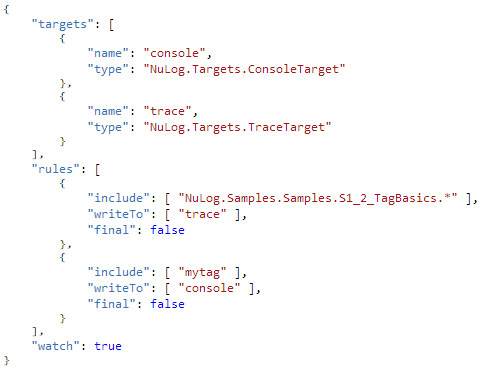 {
    "targets": [
        {
            "name": "console",
            "type": "NuLog.Targets.ConsoleTarget"
        },
        {
            "name": "trace",
            "type": "NuLog.Targets.TraceTarget"
        }
    ],
    "rules": [
        {
            "include": [ "NuLog.Samples.Samples.S1_2_TagBasics.*" ],
            "writeTo": [ "trace" ],
            "final": false
        },
        {
            "include": [ "mytag" ],
            "writeTo": [ "console" ],
            "final": false
        }
    ],
    "watch": true
}